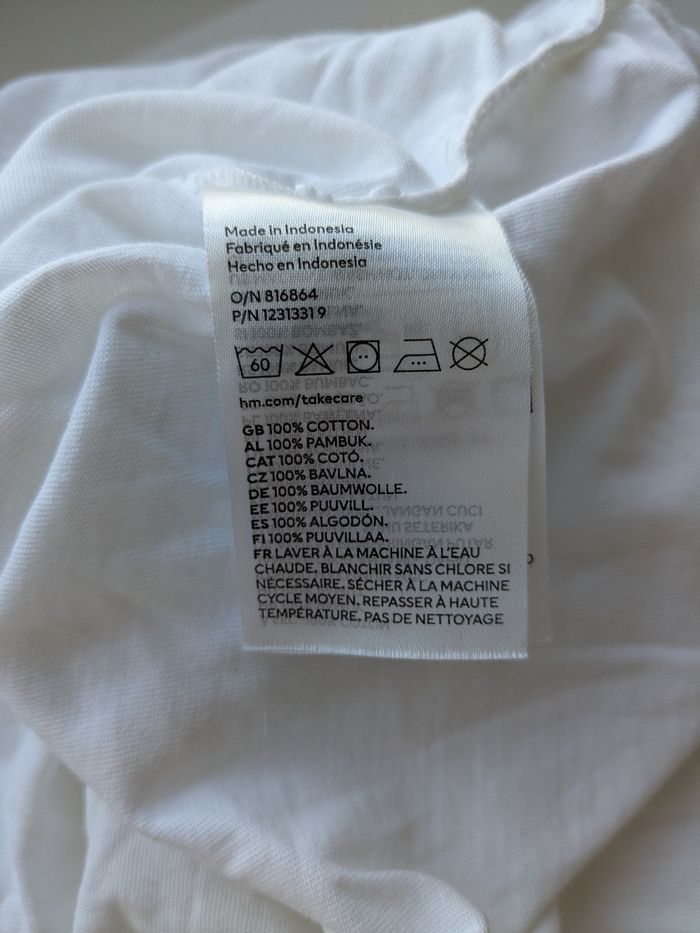 Made in Indonesia
Fabriqué en Indonésie
Hecho en Indonesia
O/N 816864
P/N 1231331 9
60
hm.com/takecare
GB 100% COTTON.
AL 100% PAMBUK.
CAT 100% COTÓ.
CZ 100% BAVLNA.
DE 100% BAUMWOLLE.
EE 100% PUUVILL.
ES 100% ALGODÓN.
FI 100% PUUVILLAA.
FR LAVER À LA MACHINE À L'EAU
CHAUDE. BLANCHIR SANS CHLORE SI
NÉCESSAIRE. SÉCHER À LA MACHINE
CYCLE MOYEN. REPASSER À HAUTE
TEMPÉRATURE. PAS DE NETTOYAGE